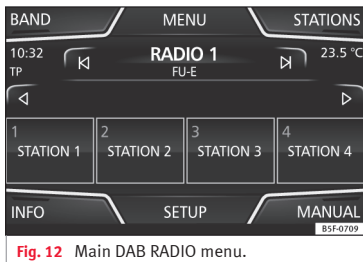 BAND MENU STATIONS
10:32 RADIO 1 23.5 °C
TP FU-E
1 2 3 4
STATION 1 STATION 2 STATION 3 STATION 4
INFO SETUP MANUAL
B5F-0709
Fig. 12 Main DAB RADIO menu.